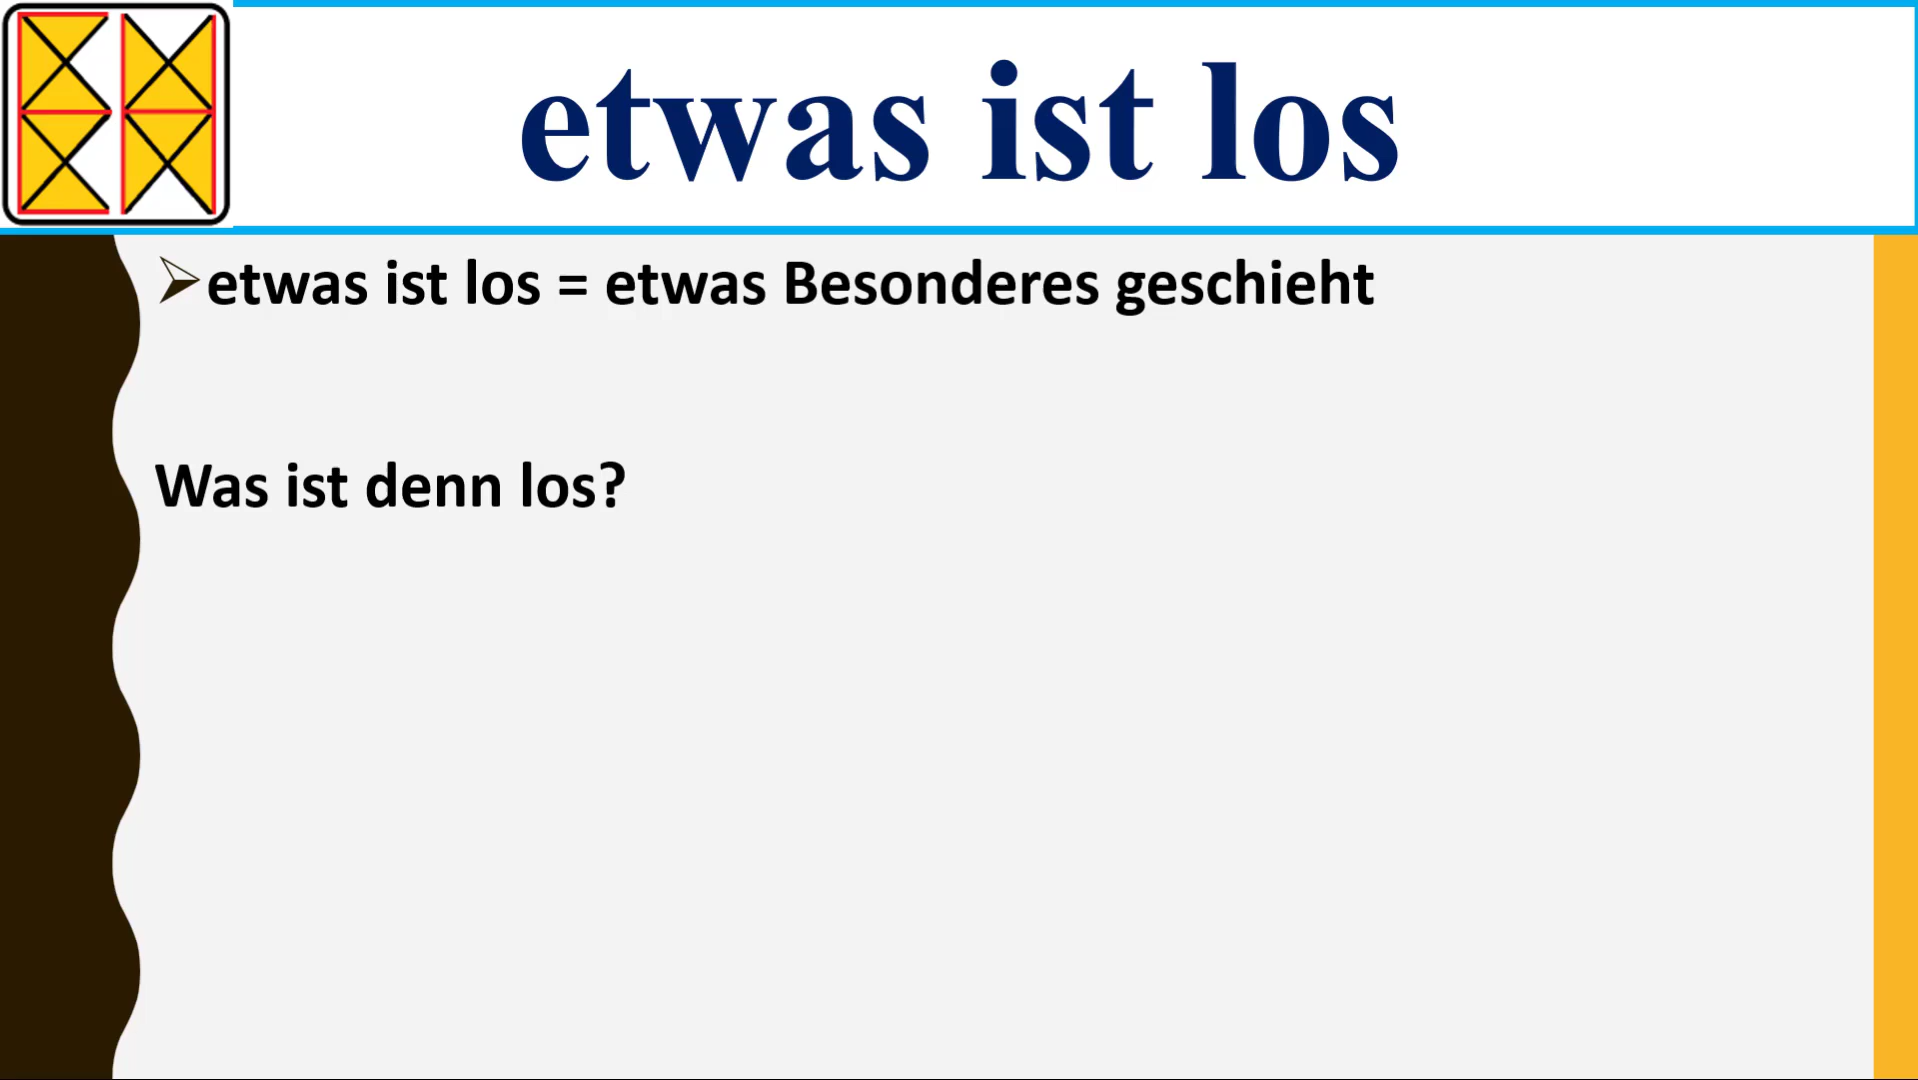 etwas ist los
➢etwas ist los = etwas Besonderes geschieht
Was ist denn los?